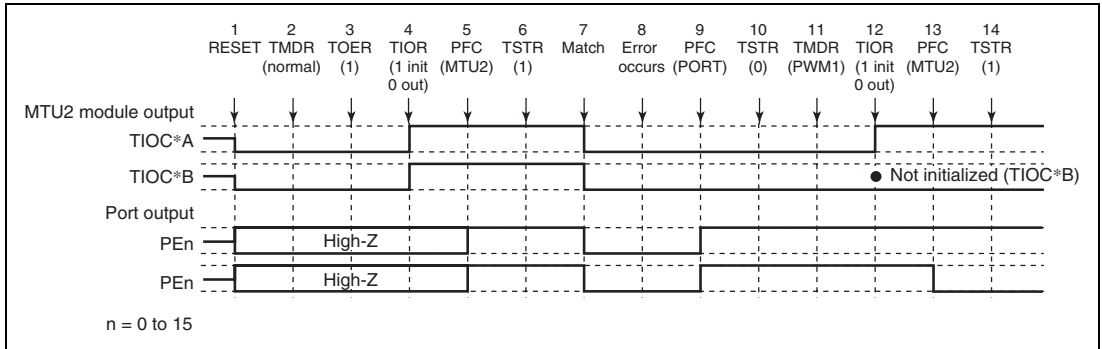 1 2 3 4 5 6 7 8 9 10 11 12 13 14
RESET TMDR TOER TIOR PFC TSTR Match Error PFC TSTR TMDR TIOR PFC TSTR
(normal) (1) (1 init (MTU2) (1) occurs (PORT) (0) (PWM1) (1 init (MTU2) (1)
0 out) 0 out)
MTU2 module output
TIOC*A
TIOC*B
● Not initialized (TIOC*B)
Port output
PEn High-Z
PEn High-Z
n = 0 to 15